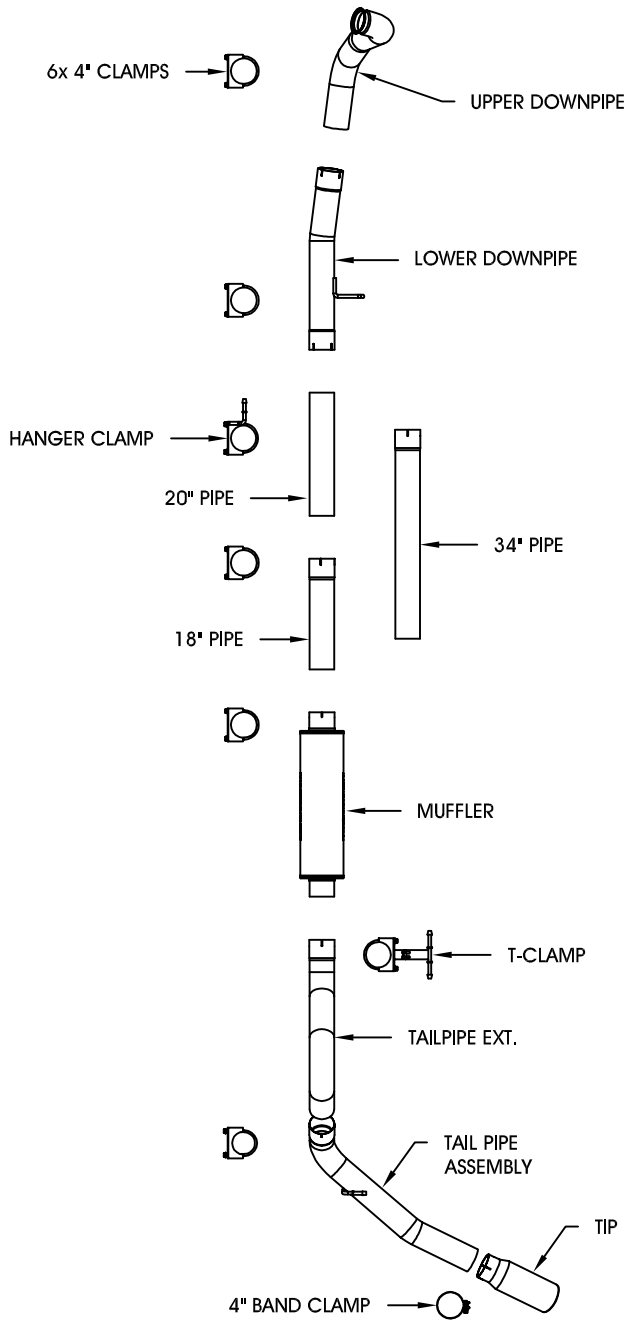 6x 4" CLAMPS
UPPER DOWNPIPE
LOWER DOWNPIPE
HANGER CLAMP
20" PIPE
34" PIPE
18" PIPE
MUFFLER
T-CLAMP
TAILPIPE EXT.
TAIL PIPE
ASSEMBLY
TIP
4" BAND CLAMP